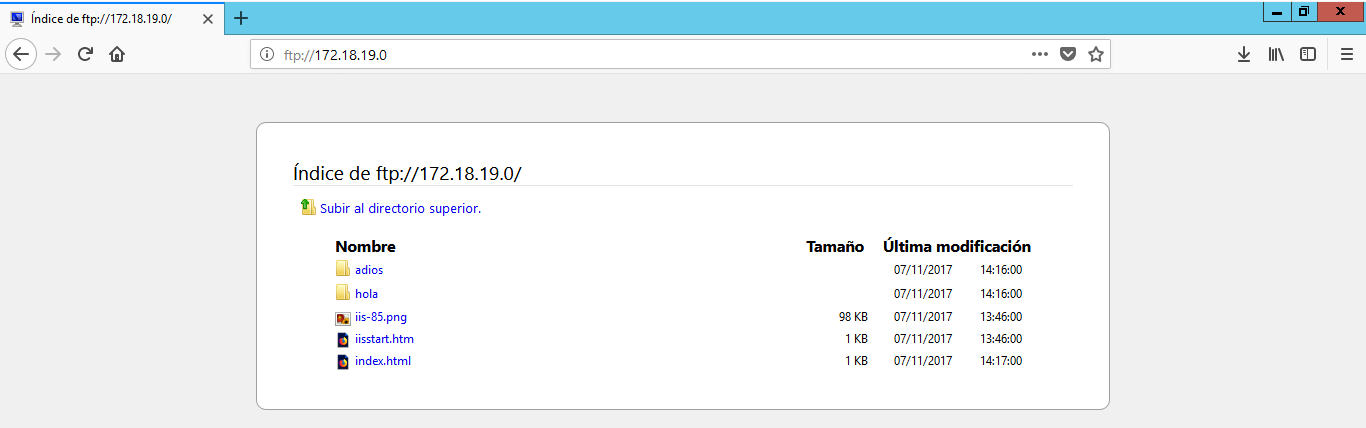 Índice de ftp://172.18.19.0/
ftp://172.18.19.0
Índice de ftp://172.18.19.0/
Subir al directorio superior.
Nombre Tamaño Última modificación
adios 07/11/2017 14:16:00
hola 07/11/2017 14:16:00
iis-85.png 98 KB 07/11/2017 13:46:00
iisstart.htm 1 KB 07/11/2017 13:46:00
index.html 1 KB 07/11/2017 14:17:00